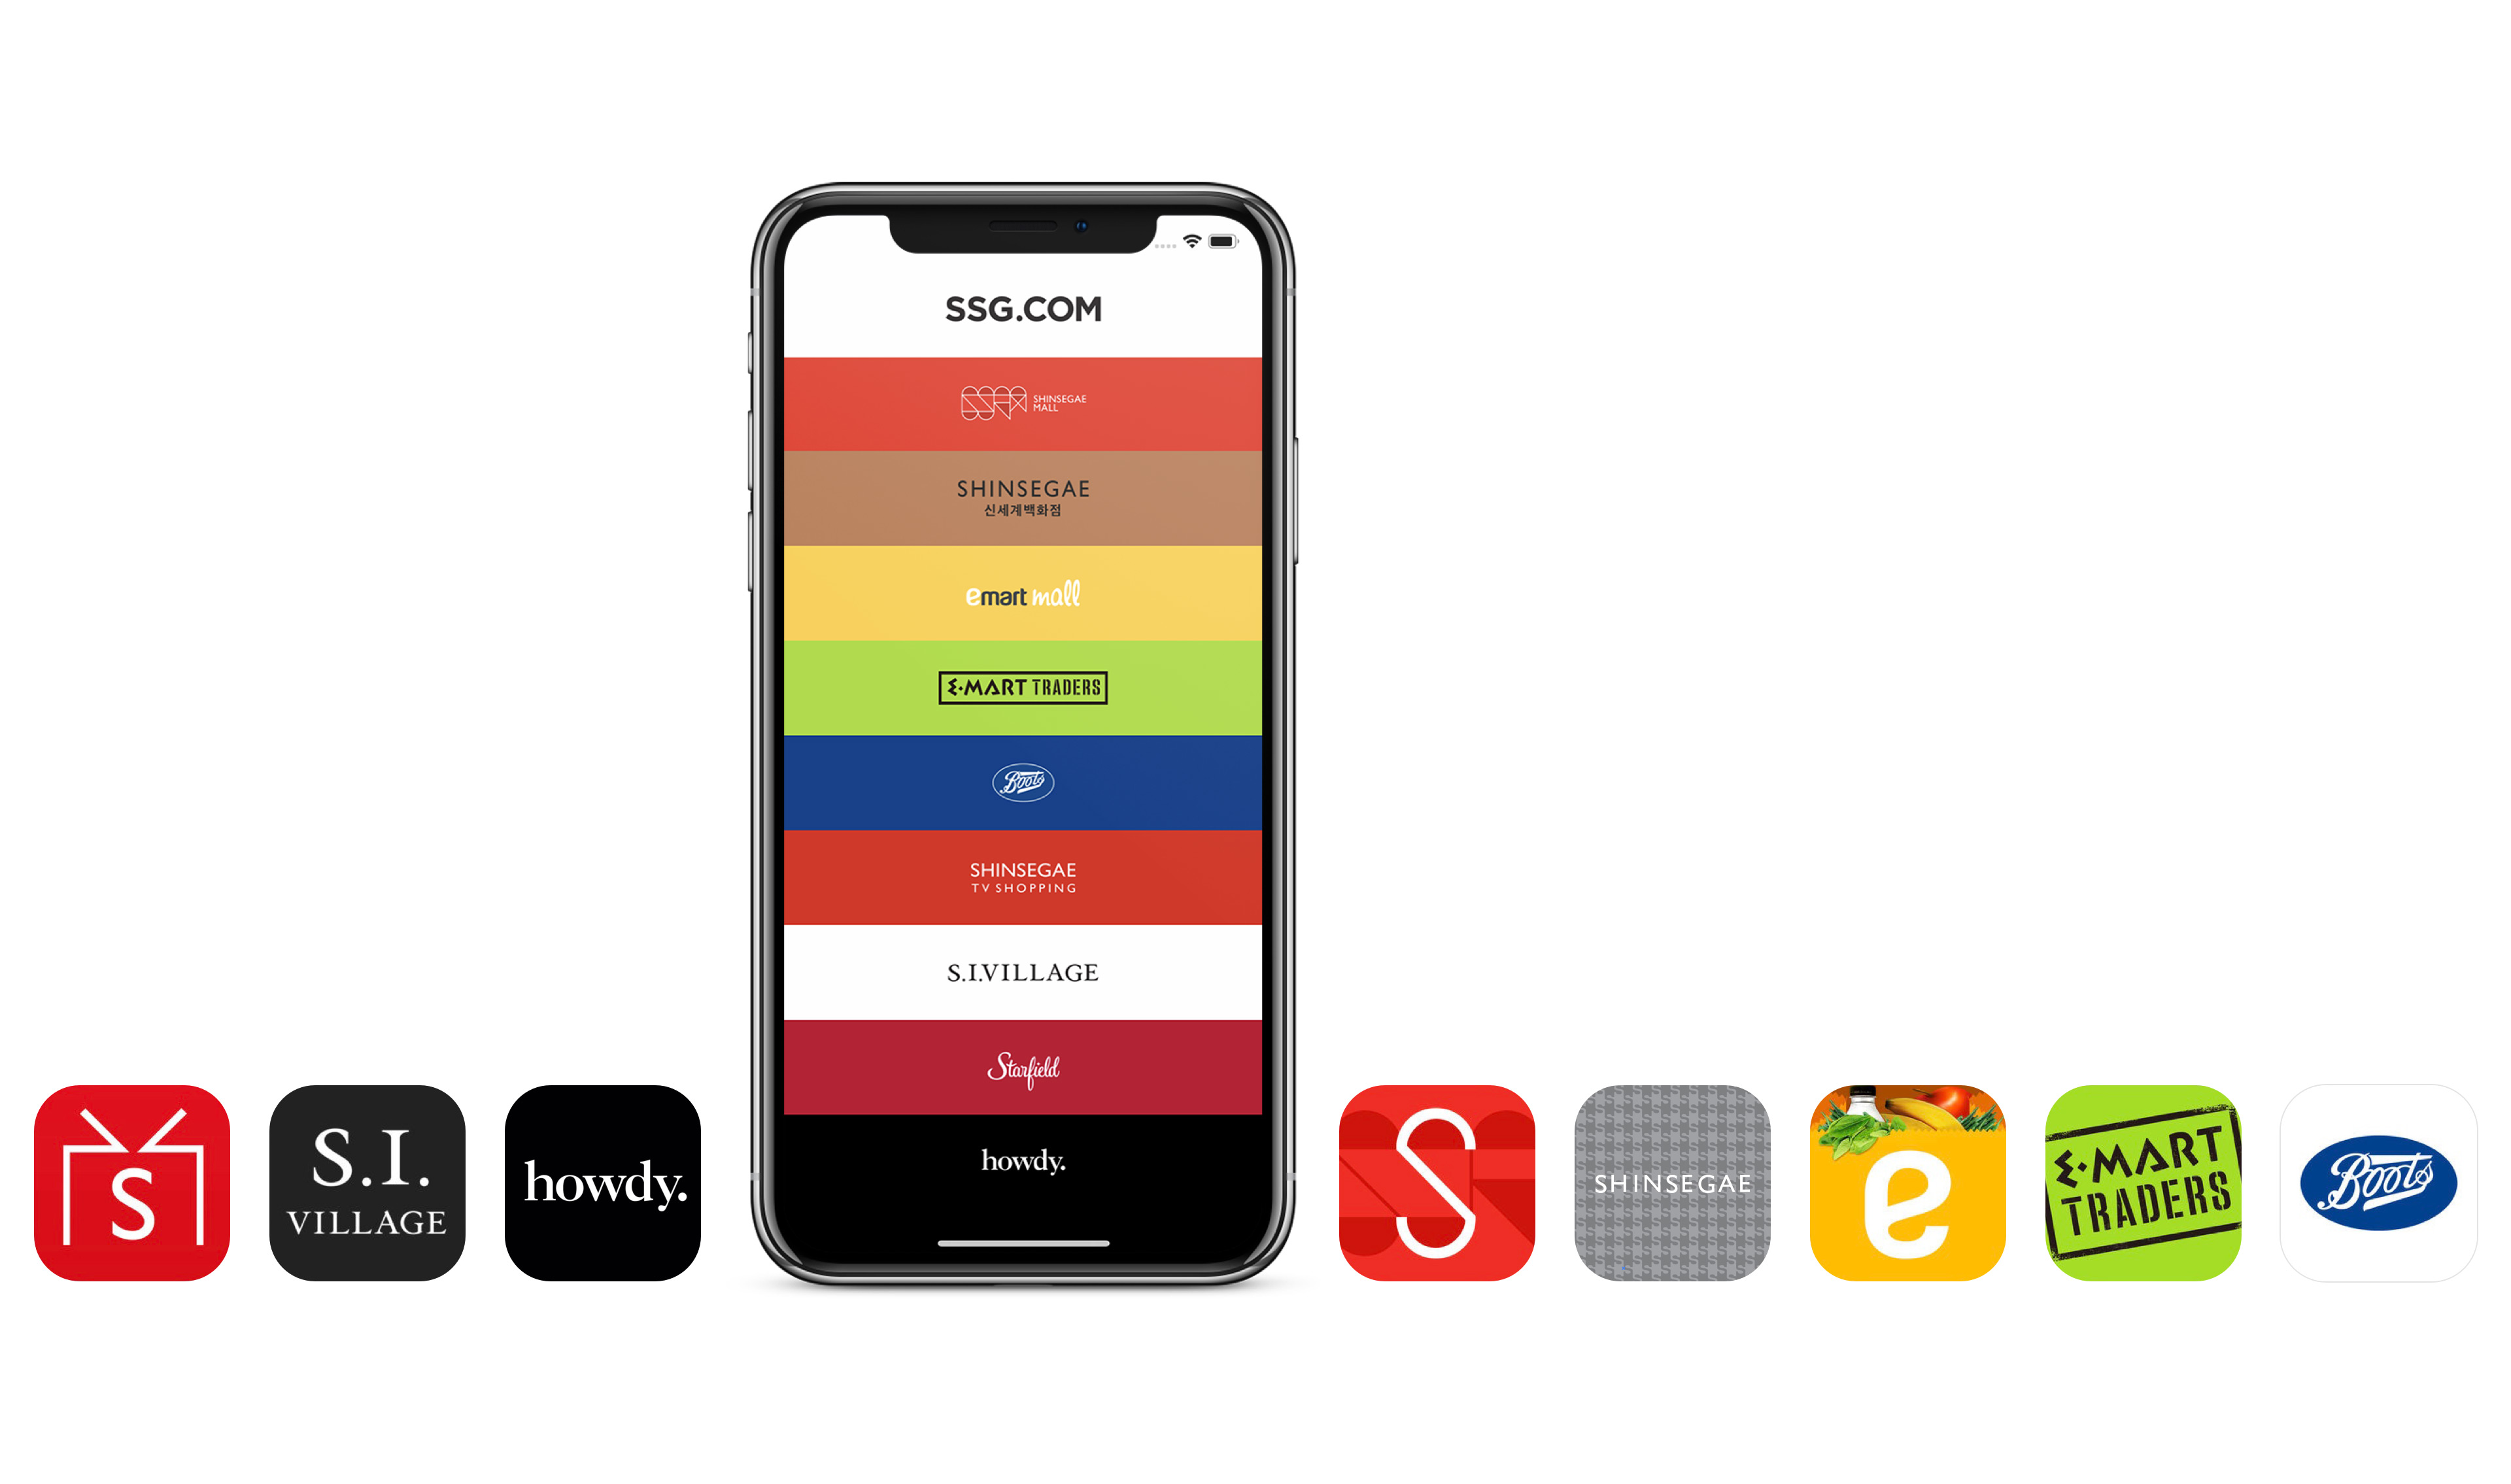 SSG.COM
SHINSEGAE
MALL
SHINSEGAE
신세계백화점
emart mall
E·MART TRADERS
Boots
SHINSEGAE
TV SHOPPING
S.I.VILLAGE
Starfield
howdy.
S
S.I.
VILLAGE
howdy.
S
SHINSEGAE
e
E·MART
TRADERS
Boots